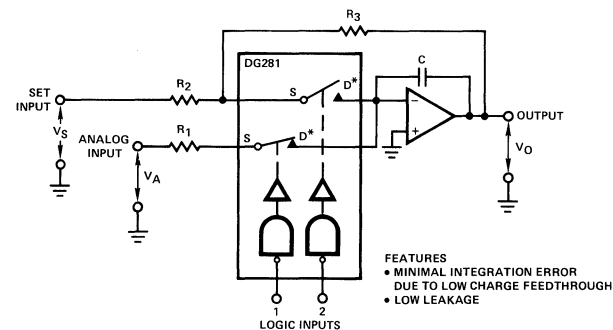 R3
DG281
C
SET
INPUT
R2
S
D*
−
+
OUTPUT
VS
ANALOG
INPUT
R1
S
D*
VO
VA
1 2
LOGIC INPUTS
FEATURES
• MINIMAL INTEGRATION ERROR
DUE TO LOW CHARGE FEEDTHROUGH
• LOW LEAKAGE